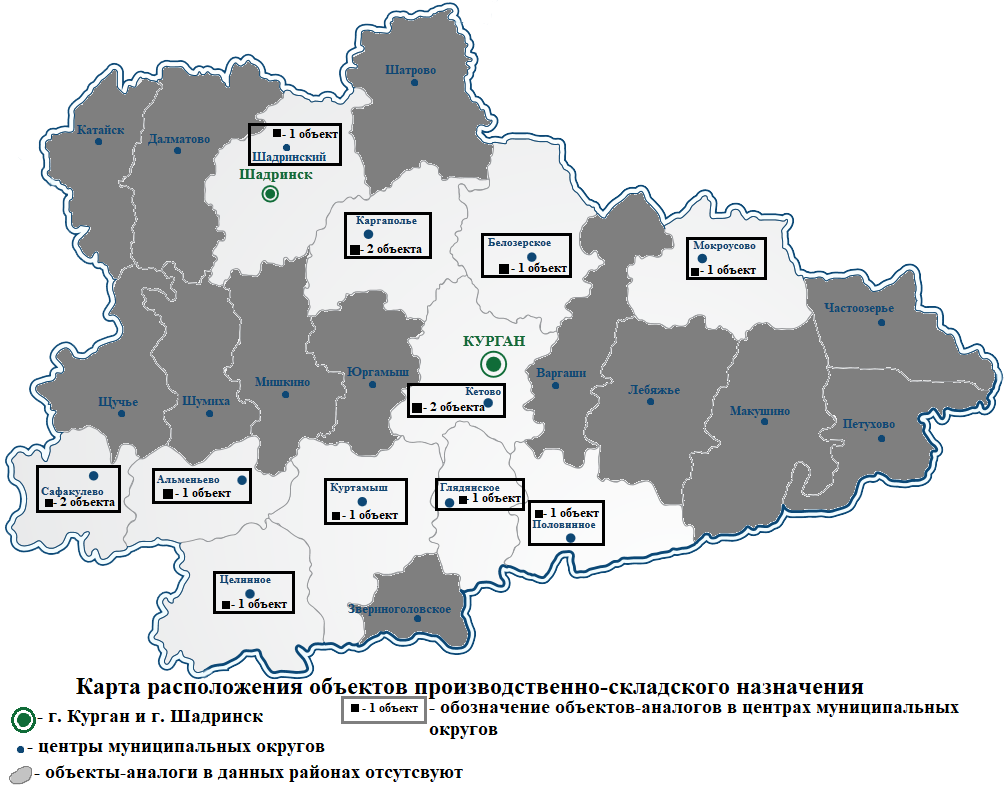 Шатрово
Катайск
Далматово
- 1 объект
Шадринский
Шадринск
Каргаполье
- 2 объекта
Белозерское
- 1 объект
Мокроусово
- 1 объект
Частоозерье
КУРГАН
Юргамыш
Мишкино
Варгаши
Кетово
- 2 объекта
Лебяжье
Щучье
Шумиха
Макушино
Петухово
Сафакулево
- 2 объекта
Альменьево
- 1 объект
Куртамыш
- 1 объект
Глядянское
- 1 объект
- 1 объект
Половинное
Целинное
- 1 объект
Звериноголовское
Карта расположения объектов производственно-складского назначения
- г. Курган и г. Шадринск
- 1 объект
- обозначение объектов-аналогов в центрах муниципальных
округов
- центры муниципальных округов
- объекты-аналоги в данных районах отсутсвуют